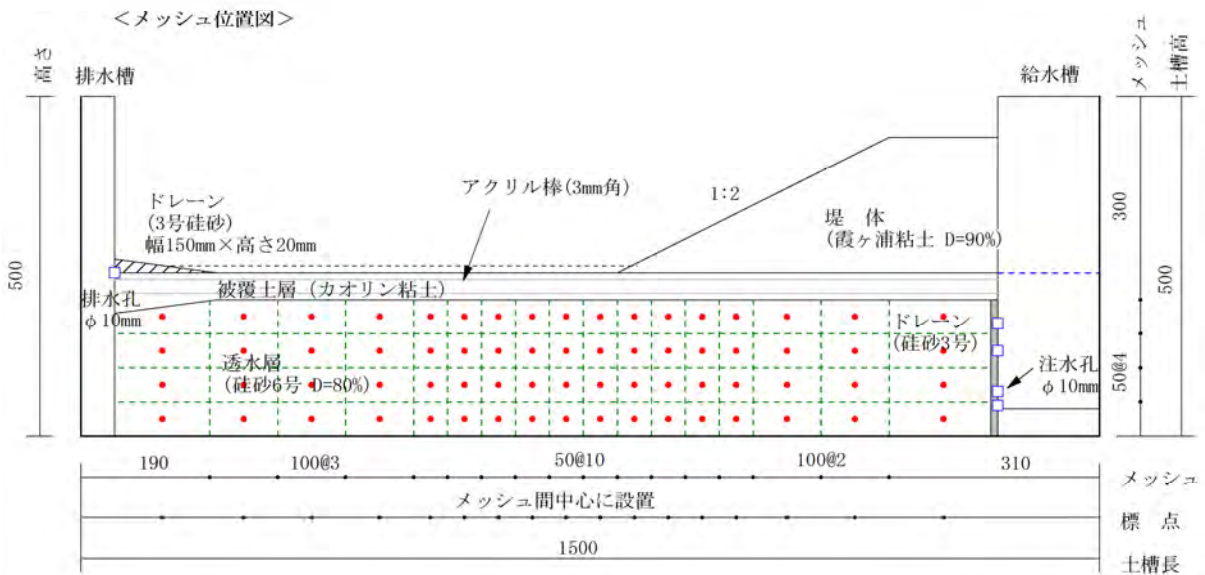 ＜メッシュ位置図＞
高さ
排水槽
給水槽
メッシュ
土槽高
アクリル棒(3mm角)
1:2
ドレーン
(3号硅砂)
幅150mm×高さ20mm
堤 体
(霞ヶ浦粘土 D=90%)
300
500
500
被覆土層 (カオリン粘土)
排水孔
φ10mm
ドレーン
(硅砂3号)
透水層
(硅砂6号 D=80%)
注水孔
φ10mm
50@4
190
100@3
50@10
100@2
310
メッシュ
メッシュ間中心に設置
標 点
1500
土槽長